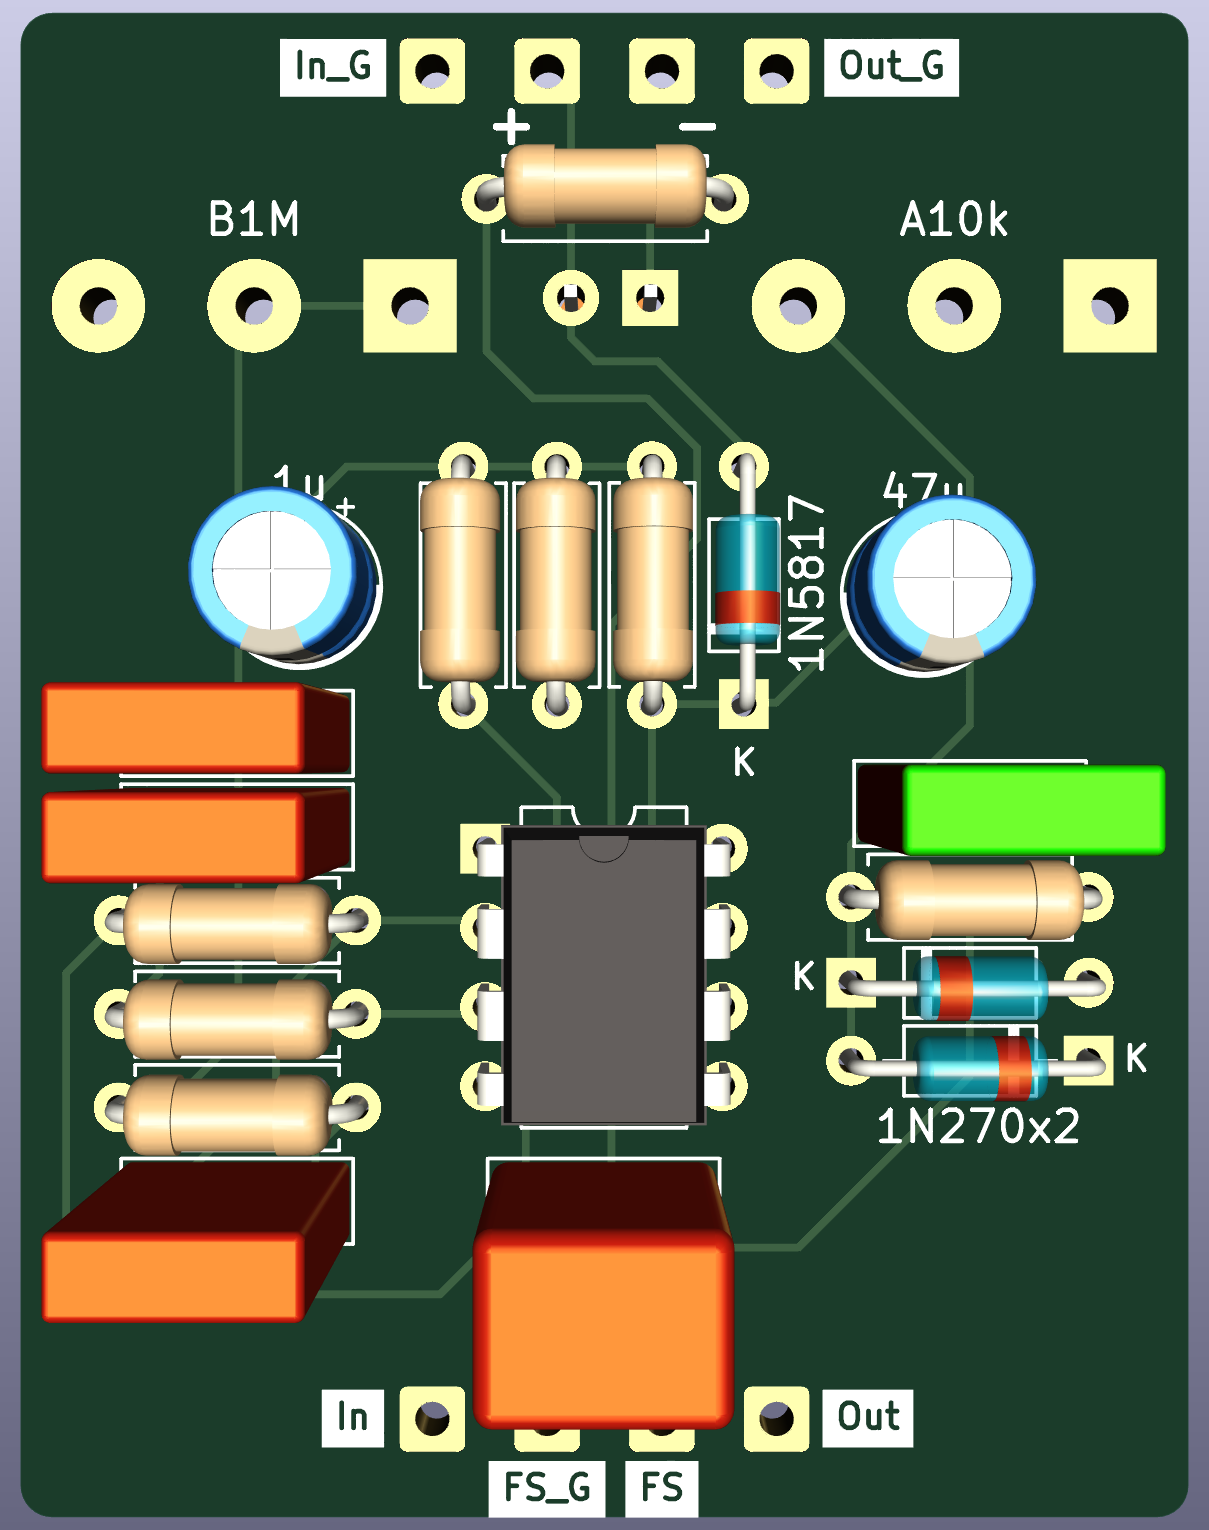 In_G
Out_G
+ −
B1M
A10k
1u
+
47u
1N5817
K
K
K
1N270x2
In
Out
FS_G
FS